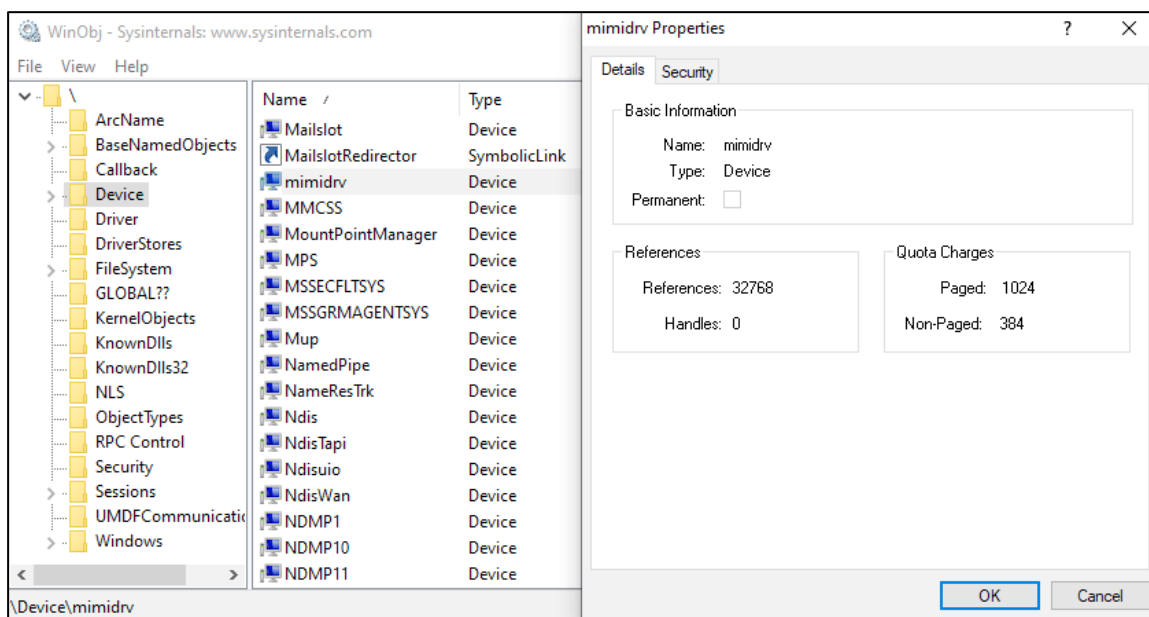 WinObj - Sysinternals: www.sysinternals.com
File View Help
\
ArcName
BaseNamedObjects
Callback
Device
Driver
DriverStores
FileSystem
GLOBAL??
KernelObjects
KnownDlls
KnownDlls32
NLS
ObjectTypes
RPC Control
Security
Sessions
UMDFCommunicatio
Windows
Name Type
Mailslot Device
MailslotRedirector SymbolicLink
mimidrv Device
MMCSS Device
MountPointManager Device
MPS Device
MSSECFLTSYS Device
MSSGRMAGENTSYS Device
Mup Device
NamedPipe Device
NameResTrk Device
Ndis Device
NdisTapi Device
Ndisuio Device
NdisWan Device
NDMP1 Device
NDMP10 Device
NDMP11 Device
\Device\mimidrv
mimidrv Properties ?
Details Security
Basic Information
Name: mimidrv
Type: Device
Permanent:
References
References: 32768
Handles: 0
Quota Charges
Paged: 1024
Non-Paged: 384
OK Cancel